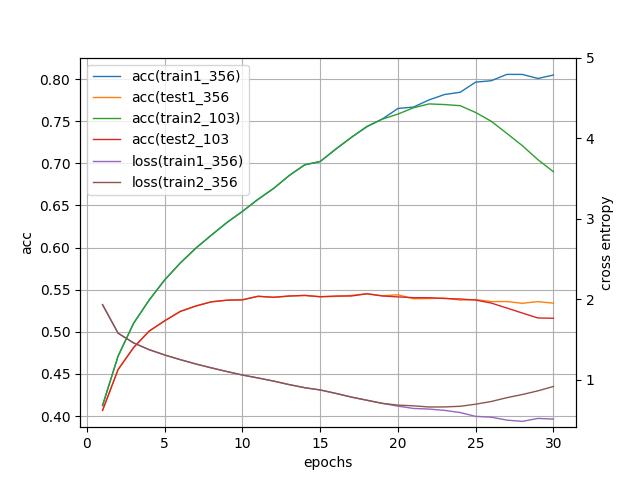 acc(train1_356)
acc(test1_356
acc(train2_103)
acc(test2_103
loss(train1_356)
loss(train2_356
0.80
0.75
0.70
0.65
0.60
0.55
0.50
0.45
0.40
acc
5
4
3
2
1
cross entropy
0 5 10 15 20 25 30
epochs